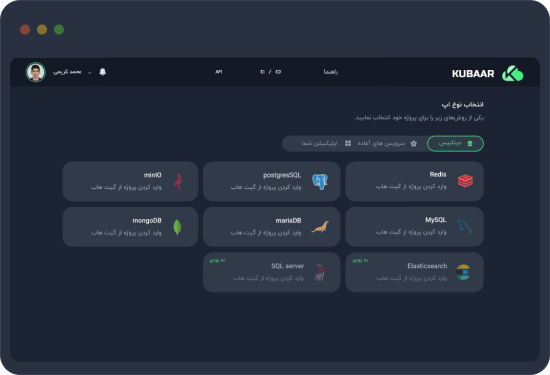 KUBAAR
راهنما
CI / CD
API
محمد کریمی
انتخاب نوع اپ
یکی از روش‌های زیر را برای پروژه خود انتخاب نمایید.
دیتابیس
سرویس های آماده
اپلیکیشن شما
Redis
وارد کردن پروژه از گیت هاب
postgresSQL
وارد کردن پروژه از گیت هاب
minIO
وارد کردن پروژه از گیت هاب
MySQL
وارد کردن پروژه از گیت هاب
mariaDB
وارد کردن پروژه از گیت هاب
mongoDB
وارد کردن پروژه از گیت هاب
Elasticsearch
به زودی
وارد کردن پروژه از گیت هاب
SQL server
به زودی
وارد کردن پروژه از گیت هاب